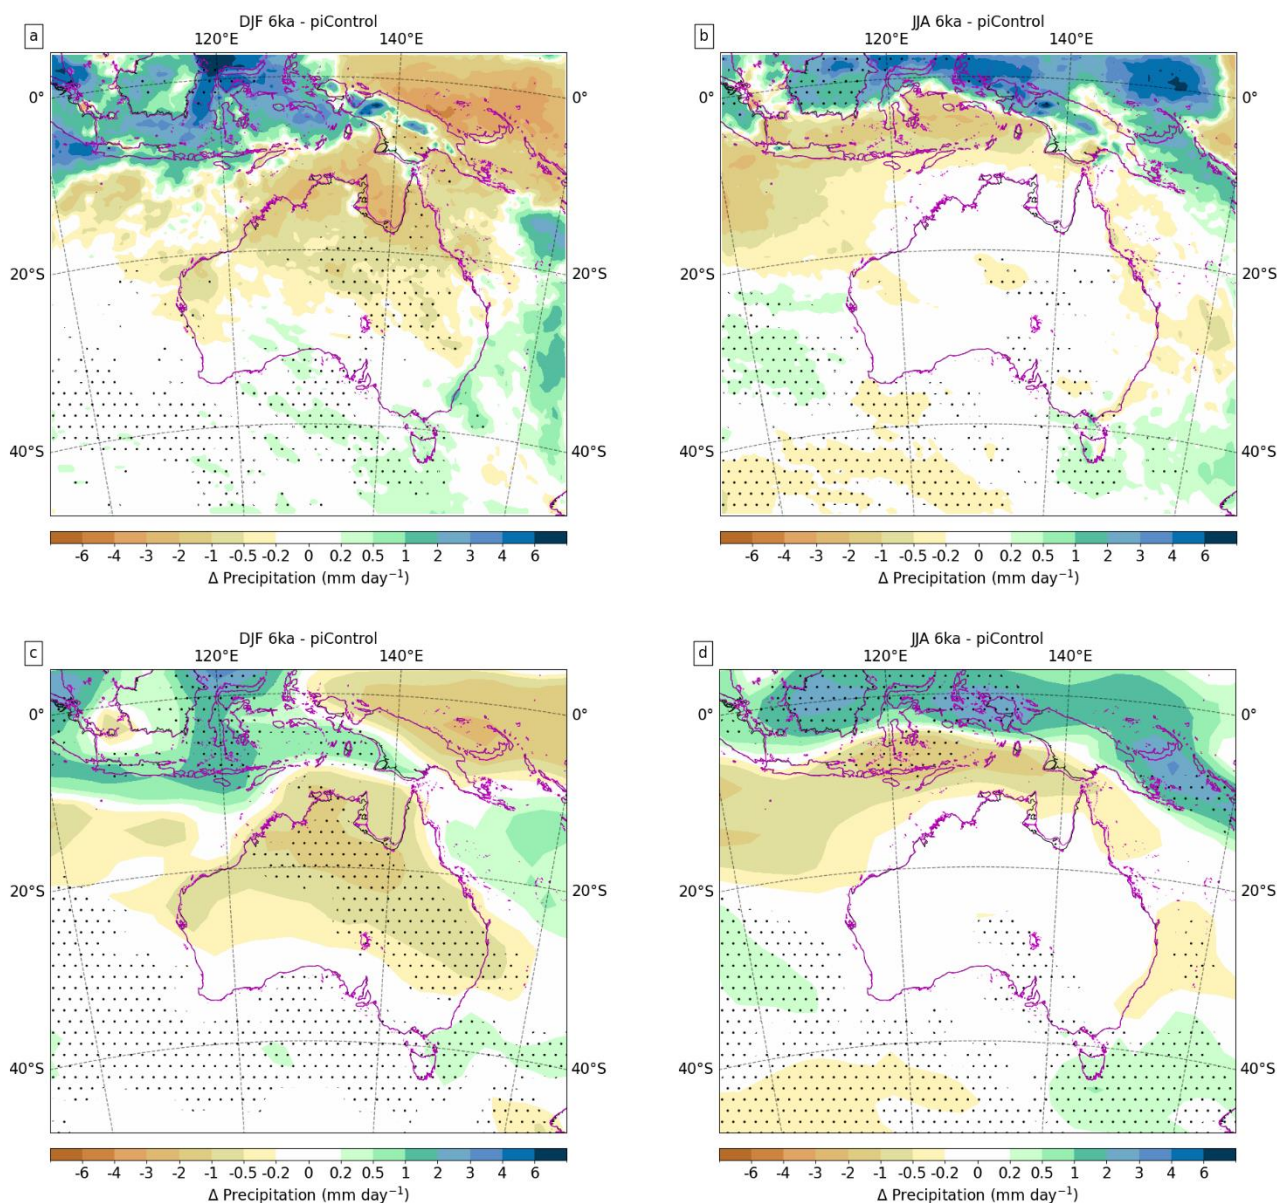 a
DJF 6ka - piControl
120°E 140°E
0° 0°
20°S 20°S
40°S 40°S
-6 -4 -3 -2 -1 -0.5 -0.2 0 0.2 0.5 1 2 3 4 6
Δ Precipitation (mm day⁻¹)
b
JJA 6ka - piControl
120°E 140°E
0° 0°
20°S 20°S
40°S 40°S
-6 -4 -3 -2 -1 -0.5 -0.2 0 0.2 0.5 1 2 3 4 6
Δ Precipitation (mm day⁻¹)
c
DJF 6ka - piControl
120°E 140°E
0° 0°
20°S 20°S
40°S 40°S
-6 -4 -3 -2 -1 -0.5 -0.2 0 0.2 0.5 1 2 3 4 6
Δ Precipitation (mm day⁻¹)
d
JJA 6ka - piControl
120°E 140°E
0° 0°
20°S 20°S
40°S 40°S
-6 -4 -3 -2 -1 -0.5 -0.2 0 0.2 0.5 1 2 3 4 6
Δ Precipitation (mm day⁻¹)